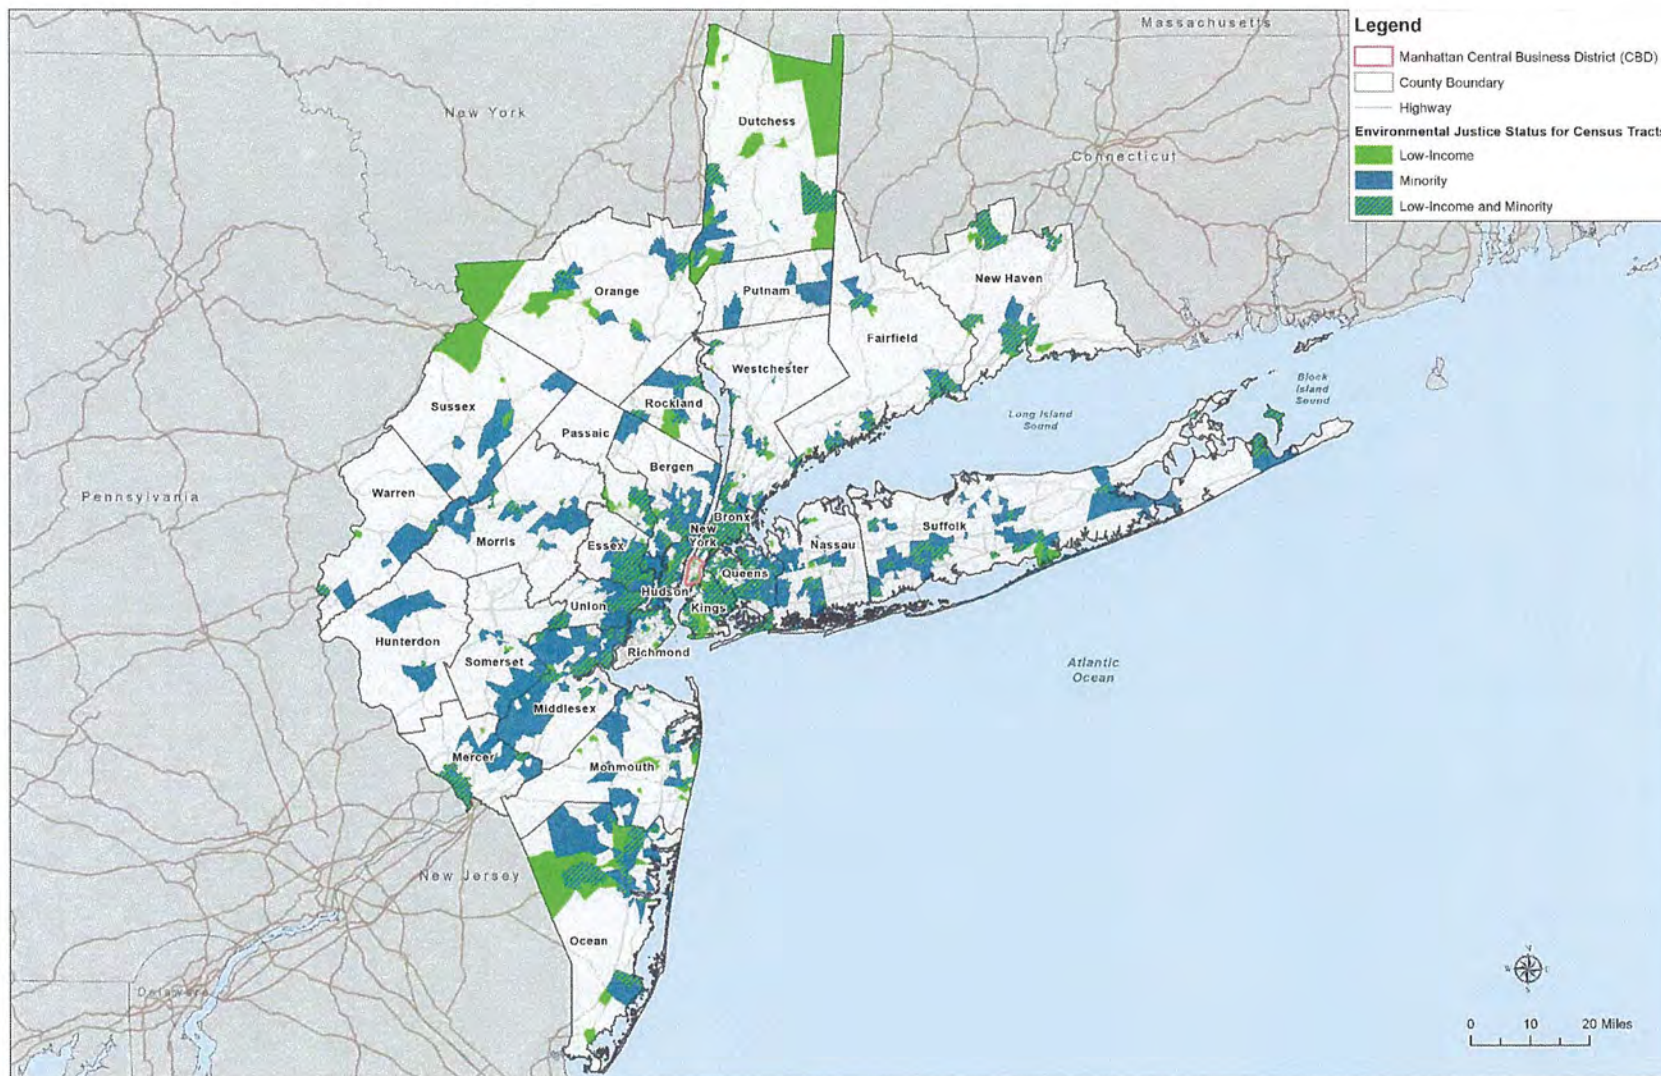 Massachusetts
New York
Connecticut
Pennsylvania
New Jersey
Delaware
Dutchess
Orange
Putnam
New Haven
Fairfield
Westchester
Sussex
Rockland
Passaic
Bergen
Warren
Morris
Essex
New
York
Bronx
Nassau
Suffolk
Queens
Hudson
Kings
Union
Richmond
Hunterdon
Somerset
Middlesex
Mercer
Monmouth
Ocean
Long Island
Sound
Block
Island
Sound
Atlantic
Ocean
Legend
Manhattan Central Business District (CBD)
County Boundary
Highway
Environmental Justice Status for Census Tracts
Low-Income
Minority
Low-Income and Minority
N
W E
S
0 10 20 Miles